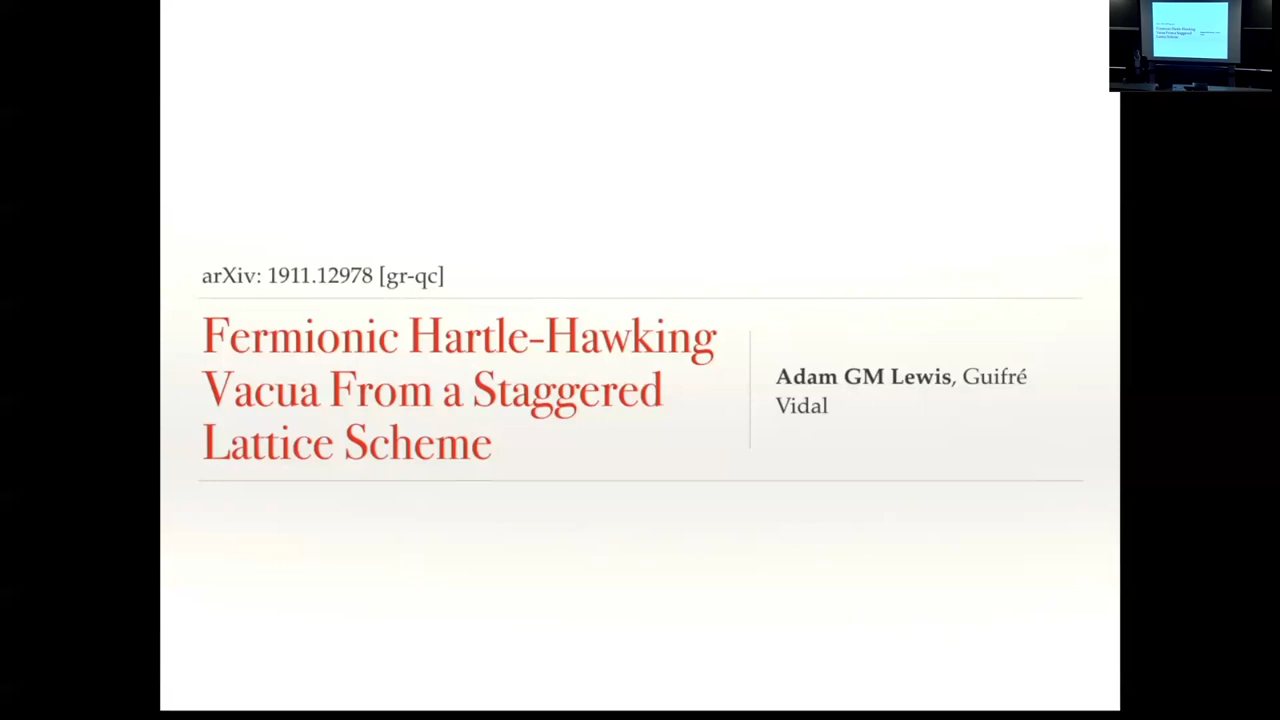 arXiv: 1911.12978 [gr-qc]
Fermionic Hartle-Hawking
Vacua From a Staggered
Lattice Scheme
Adam GM Lewis, Guifré
Vidal